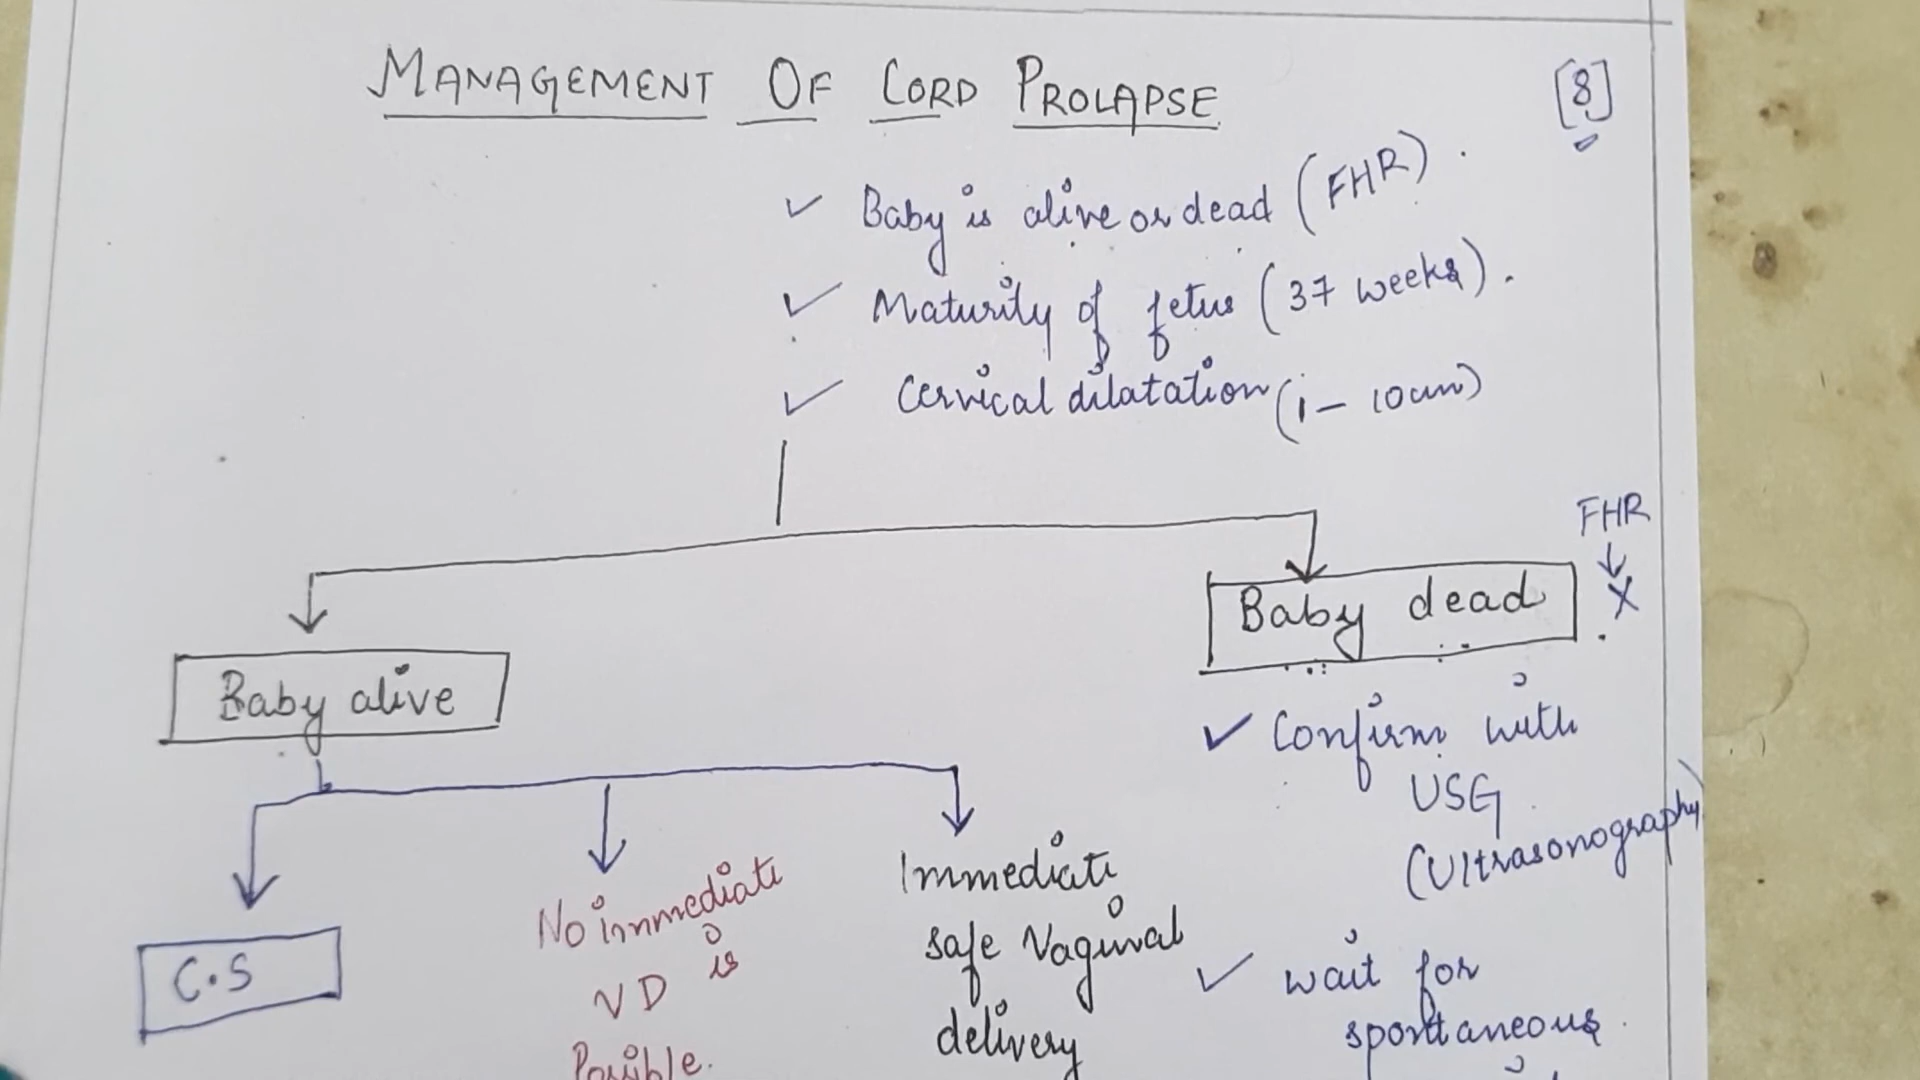 MANAGEMENT OF CORD PROLAPSE
[8]
✓ Baby is alive or dead (FHR).
✓ Maturity of fetus (37 weeks).
✓ Cervical dilatation (1 - 10cm)
FHR
↓
X
Baby dead
Baby alive
✓ Confirm with
USG
(Ultrasonography)
C.S
No immediate
VD is
Possible.
Immediate
safe Vaginal
delivery
✓ wait for
spontaneous